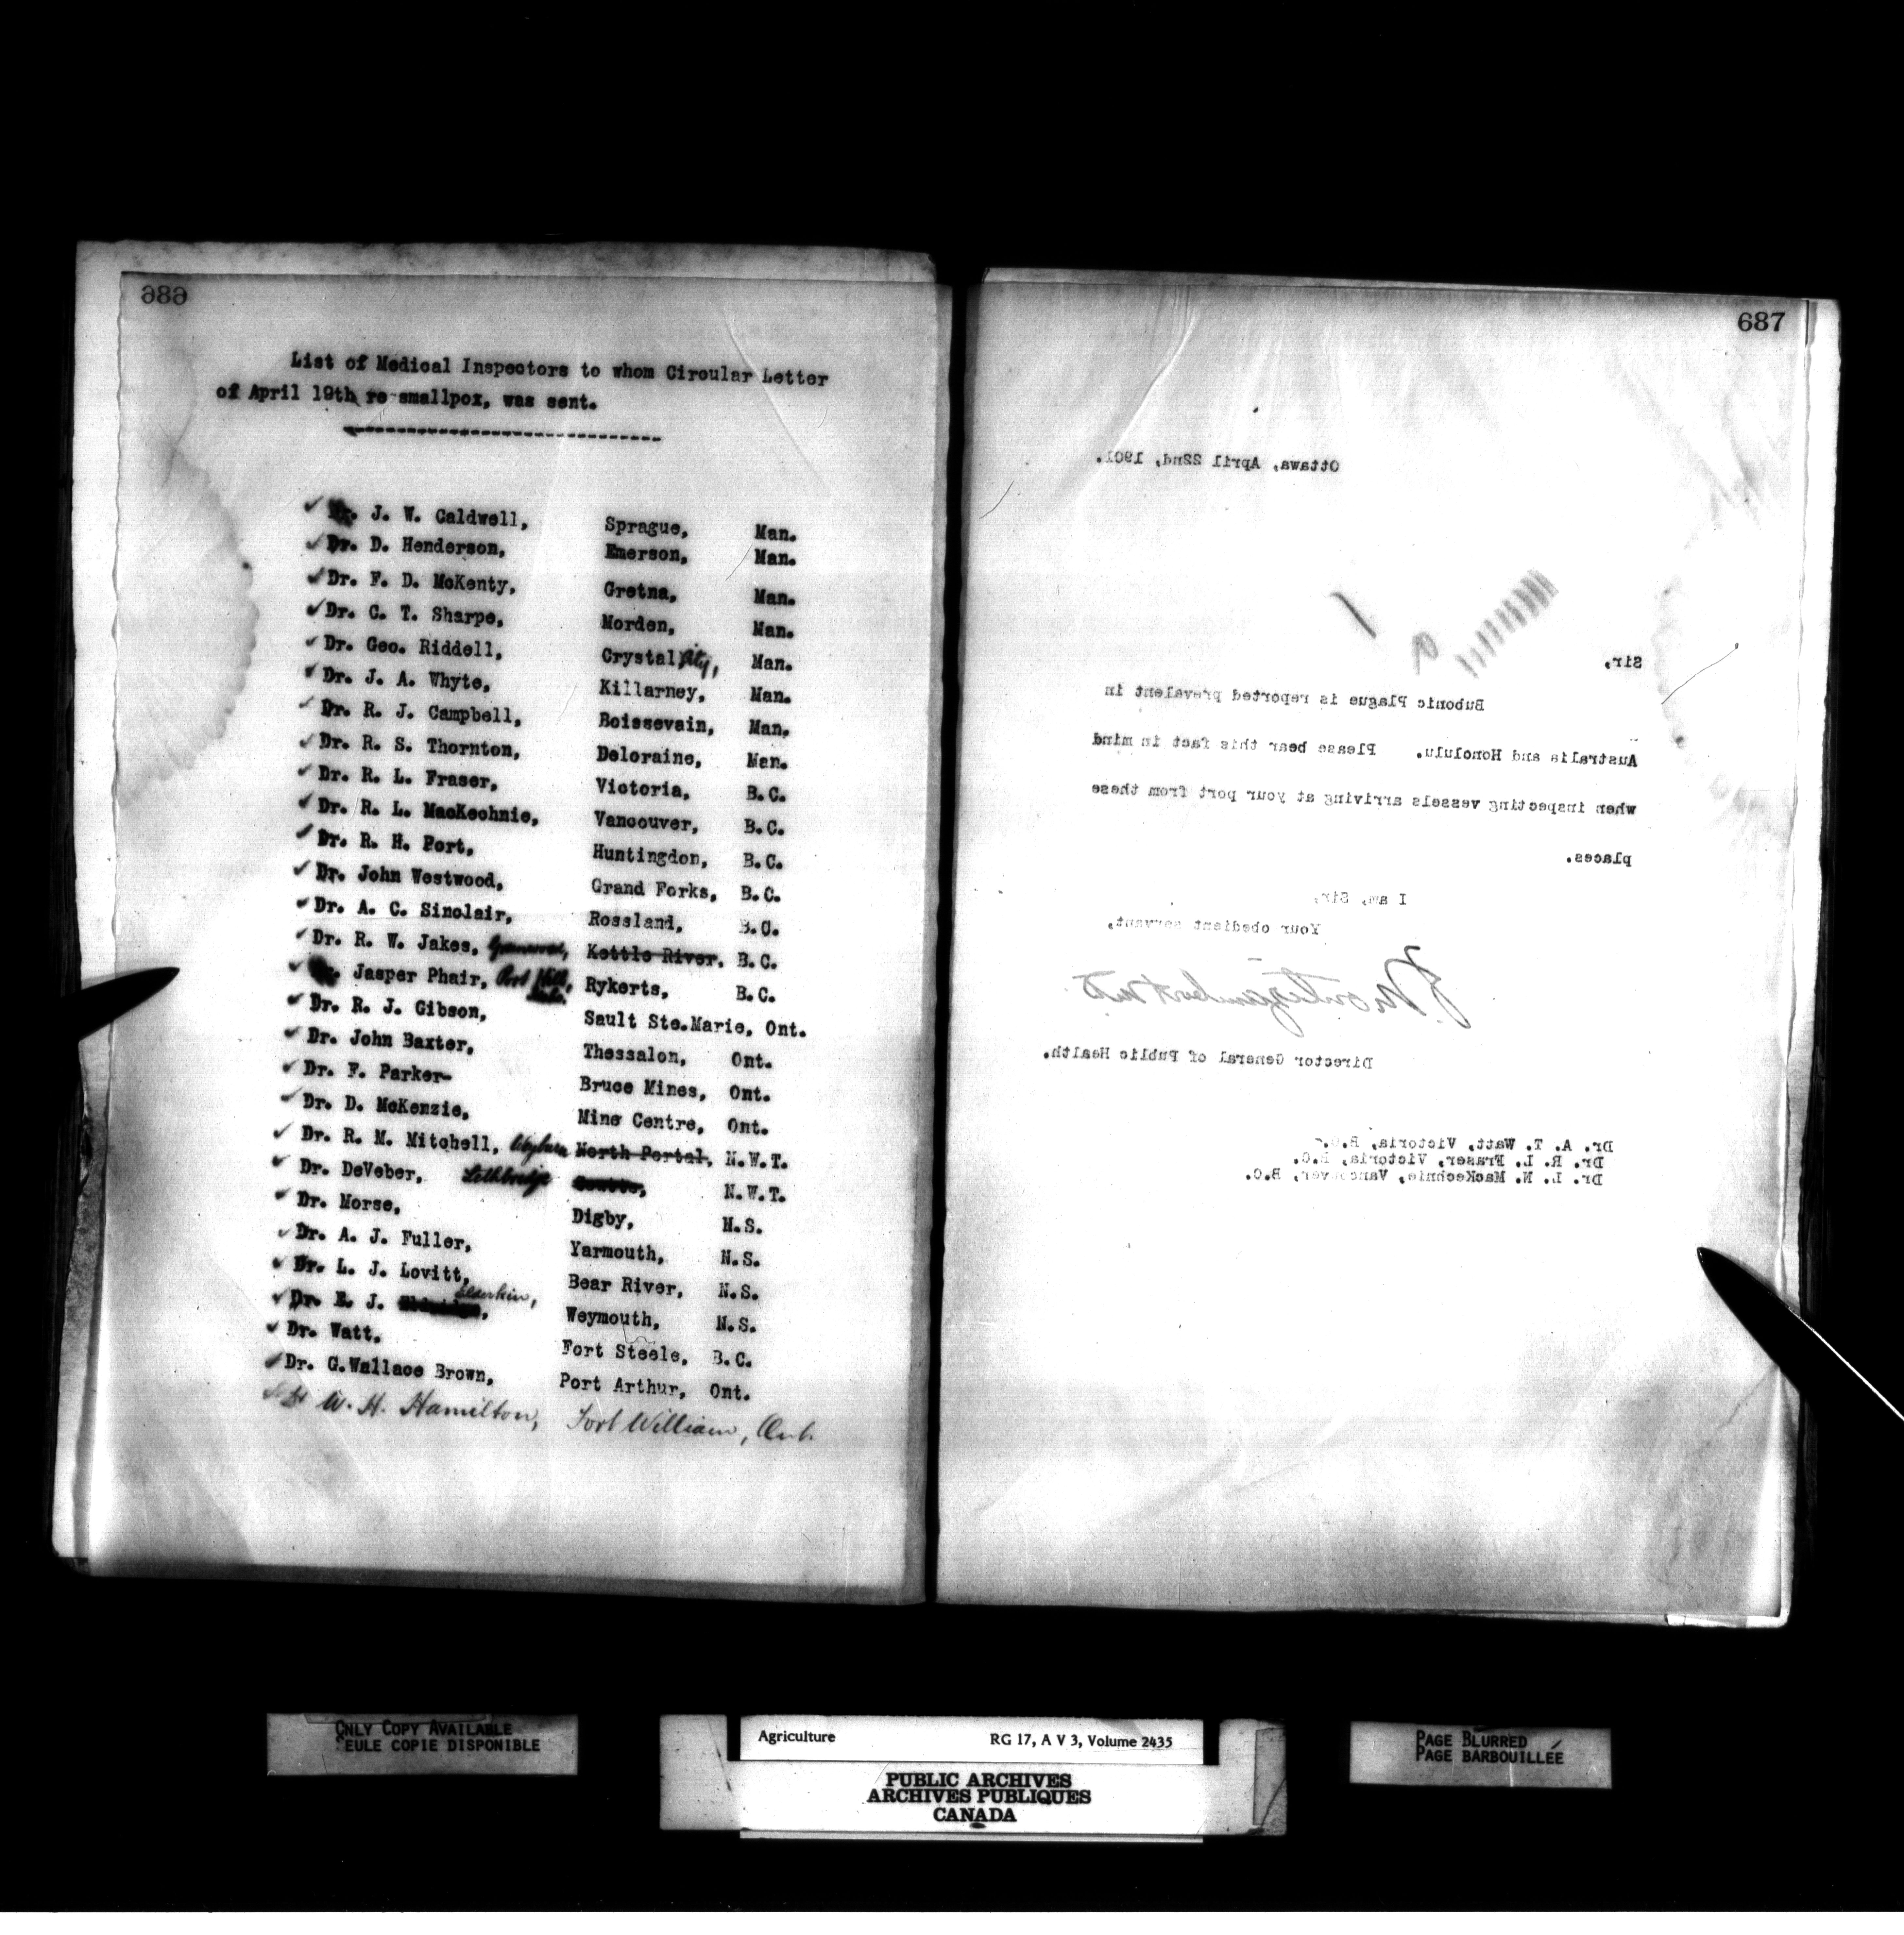 686
List of Medical Inspectors to whom Circular Letter
of April 19th re smallpox, was sent.
Dr. J. W. Caldwell, Sprague, Man.
Dr. D. Henderson, Emerson, Man.
Dr. F. D. McKenty, Gretna, Man.
Dr. C. T. Sharpe, Morden, Man.
Dr. Geo. Riddell, Crystal City, Man.
Dr. J. A. Whyte, Killarney, Man.
Dr. R. J. Campbell, Boissevain, Man.
Dr. R. S. Thornton, Deloraine, Man.
Dr. R. L. Fraser, Victoria, B.C.
Dr. R. L. MacKechnie, Vancouver, B.C.
Dr. R. H. Port, Huntingdon, B.C.
Dr. John Westwood, Grand Forks, B.C.
Dr. A. C. Sinclair, Rossland, B.C.
Dr. R. W. Jakes, Greenwood, Kettle River, B.C.
Jasper Phair, Port Hill, Idaho. Rykerts, B.C.
Dr. R. J. Gibson, Sault Ste.Marie, Ont.
Dr. John Baxter, Thessalon, Ont.
Dr. F. Parker- Bruce Mines, Ont.
Dr. D. McKenzie, Mine Centre, Ont.
Dr. R. M. Mitchell, Weyburn North Portal, N.W.T.
Dr. DeVeber, Lethbridge Coutts, N.W.T.
Dr. Morse, Digby, N.S.
Dr. A. J. Fuller, Yarmouth, N.S.
Dr. L. J. Lovitt, Bear River, N.S.
Dr. E. J. Elderkin, Weymouth, N.S.
Dr. Watt, Fort Steele, B.C.
Dr. G.Wallace Brown, Port Arthur, Ont.
Dr W. H. Hamilton, Fort William, Ont.
687
Ottawa, April 22nd, 1901.
Sir,
Bubonic Plague is reported prevalent in
Australia and Honolulu. Please bear this fact in mind
when inspecting vessels arriving at your port from these
places.
I am, Sir,
Your obedient servant,
F. Montizambert M.D.
Director General of Public Health.
Dr. A. T. Watt, Victoria, B.C.
Dr. R. L. Fraser, Victoria, B.C.
Dr. L. N. MacKechnie, Vancouver, B.C.
ONLY COPY AVAILABLE
SEULE COPIE DISPONIBLE
Agriculture RG 17, A V 3, Volume 2435
PUBLIC ARCHIVES
ARCHIVES PUBLIQUES
CANADA
PAGE BLURRED
PAGE BARBOUILLÉE